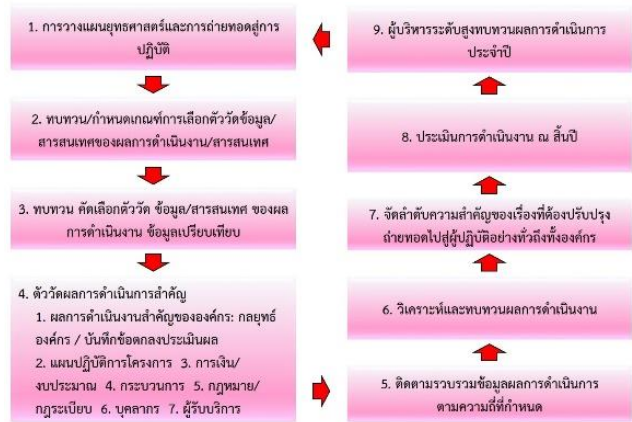 1. การวางแผนยุทธศาสตร์และการถ่ายทอดสู่การ
ปฏิบัติ
2. ทบทวน/กำหนดเกณฑ์การเลือกตัววัดข้อมูล/
สารสนเทศของผลการดำเนินงาน/สารสนเทศ
3. ทบทวน คัดเลือกตัววัด ข้อมูล/สารสนเทศ ของผล
การดำเนินงาน ข้อมูลเปรียบเทียบ
4. ตัววัดผลการดำเนินการสำคัญ
1. ผลการดำเนินงานสำคัญขององค์กร: กลยุทธ์
องค์กร / บันทึกข้อตกลงประเมินผล
2. แผนปฏิบัติการโครงการ 3. การเงิน/
งบประมาณ 4. กระบวนการ 5. กฎหมาย/
กฎระเบียบ 6. บุคลากร 7. ผู้รับบริการ
5. ติดตามรวบรวมข้อมูลผลการดำเนินการ
ตามความถี่ที่กำหนด
6. วิเคราะห์และทบทวนผลการดำเนินงาน
7. จัดลำดับความสำคัญของเรื่องที่ต้องปรับปรุง
ถ่ายทอดไปสู่ผู้ปฏิบัติอย่างทั่วถึงทั้งองค์กร
8. ประเมินการดำเนินงาน ณ สิ้นปี
9. ผู้บริหารระดับสูงทบทวนผลการดำเนินการ
ประจำปี